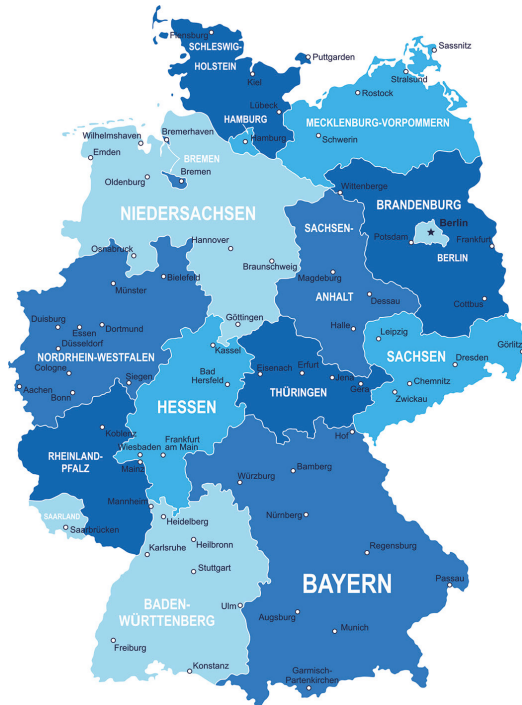 Flensburg
SCHLESWIG-
HOLSTEIN
Sassnitz
Puttgarden
Kiel
Stralsund
Rostock
Lübeck
HAMBURG
MECKLENBURG-VORPOMMERN
Wilhelmshaven
Bremerhaven
Hamburg
Schwerin
Emden
BREMEN
Oldenburg
Bremen
Wittenberge
NIEDERSACHSEN
BRANDENBURG
SACHSEN-
Berlin
Osnabruck
Hannover
Potsdam
Frankfurt
Braunschweig
BERLIN
Bielefeld
Magdeburg
Münster
ANHALT
Dessau
Cottbus
Göttingen
Duisburg
Essen
Dortmund
Halle
Leipzig
Düsseldorf
Görlitz
NORDRHEIN-WESTFALEN
Kassel
SACHSEN
Cologne
Dresden
Siegen
Bad
Hersfeld
Eisenach
Erfurt
Jena
Chemnitz
Aachen
Bonn
THÜRINGEN
Gera
Zwickau
HESSEN
Koblenz
Hof
RHEINLAND-
PFALZ
Wiesbaden
Frankfurt
am Main
Mainz
Bamberg
Würzburg
Mannheim
SAARLAND
Heidelberg
Nürnberg
Saarbrücken
Heilbronn
Karlsruhe
Regensburg
Stuttgart
BAYERN
Passau
BADEN-
WÜRTTENBERG
Ulm
Augsburg
Munich
Freiburg
Konstanz
Garmisch-
Partenkirchen